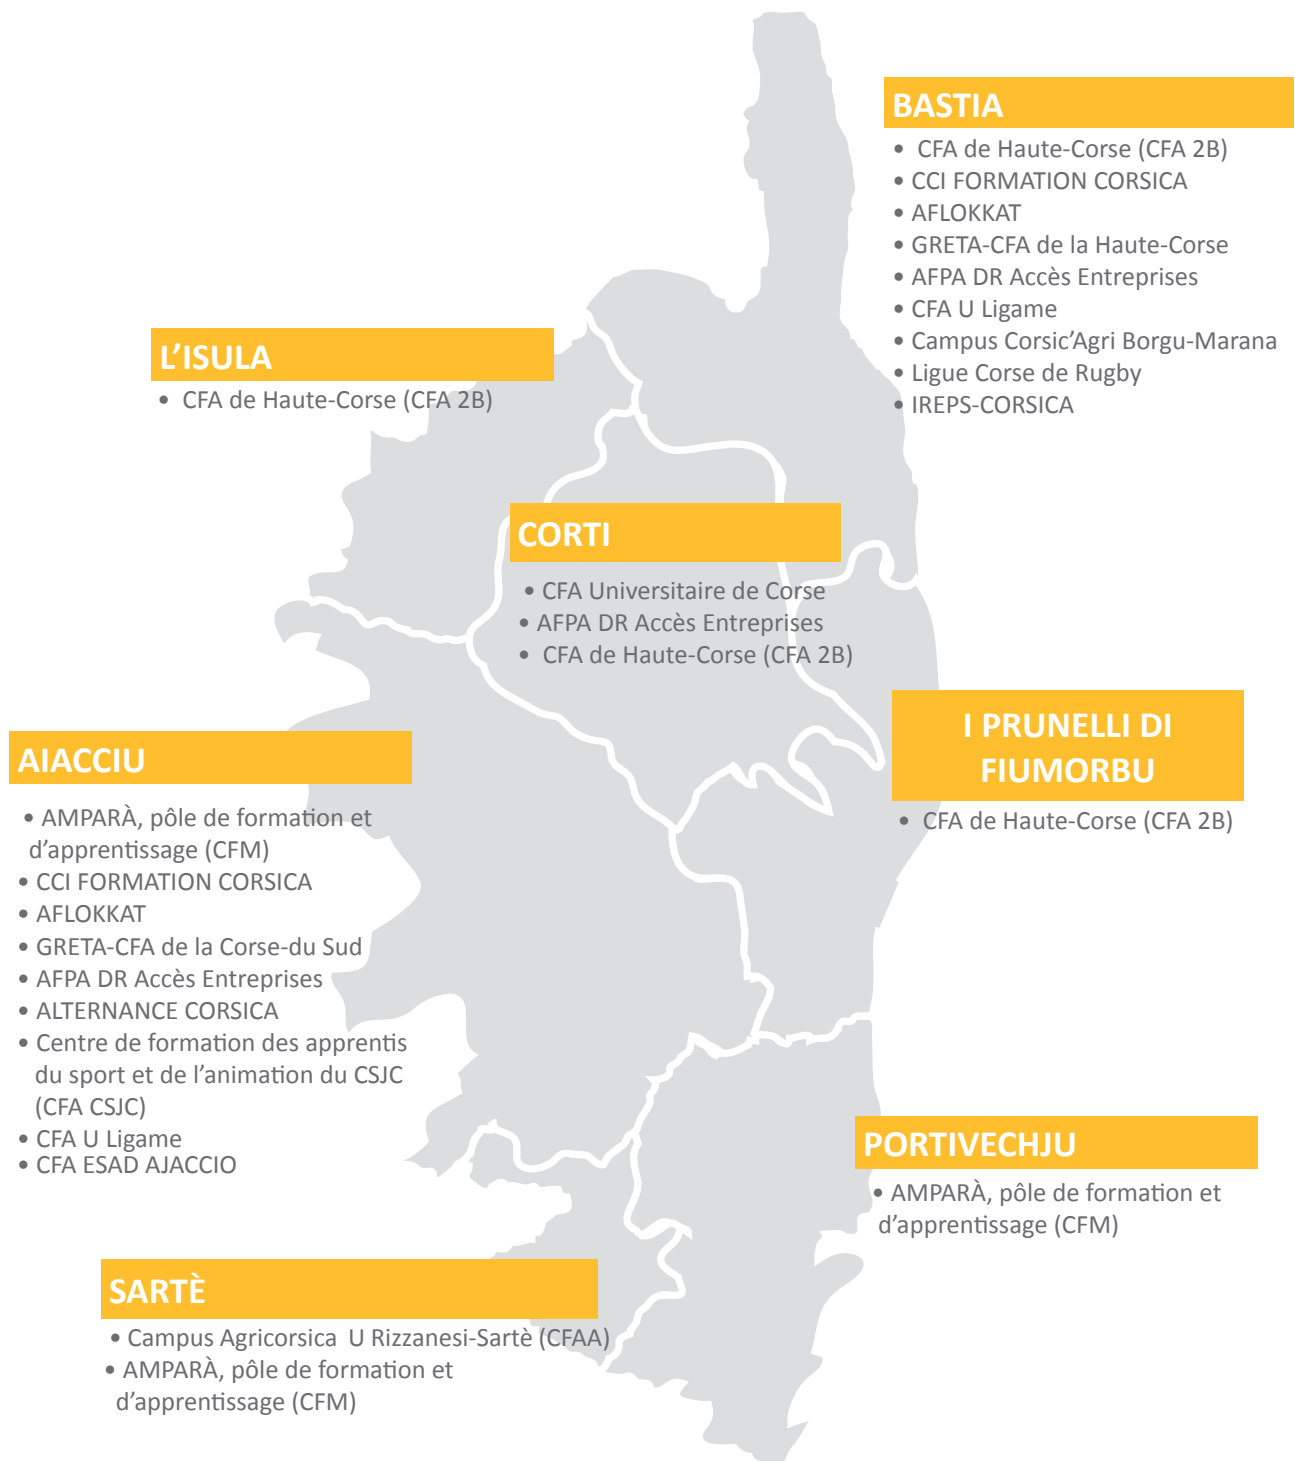 BASTIA
• CFA de Haute-Corse (CFA 2B)
• CCI FORMATION CORSICA
• AFLOKKAT
• GRETA-CFA de la Haute-Corse
• AFPA DR Accès Entreprises
• CFA U Ligame
• Campus Corsic’Agri Borgu-Marana
• Ligue Corse de Rugby
• IREPS-CORSICA
L’ISULA
• CFA de Haute-Corse (CFA 2B)
CORTI
• CFA Universitaire de Corse
• AFPA DR Accès Entreprises
• CFA de Haute-Corse (CFA 2B)
I PRUNELLI DI
FIUMORBU
• CFA de Haute-Corse (CFA 2B)
AIACCIU
• AMPARÀ, pôle de formation et
d’apprentissage (CFM)
• CCI FORMATION CORSICA
• AFLOKKAT
• GRETA-CFA de la Corse-du Sud
• AFPA DR Accès Entreprises
• ALTERNANCE CORSICA
• Centre de formation des apprentis
du sport et de l’animation du CSJC
(CFA CSJC)
• CFA U Ligame
• CFA ESAD AJACCIO
PORTIVECHJU
• AMPARÀ, pôle de formation et
d’apprentissage (CFM)
SARTÈ
• Campus Agricorsica U Rizzanesi-Sartè (CFAA)
• AMPARÀ, pôle de formation et
d’apprentissage (CFM)